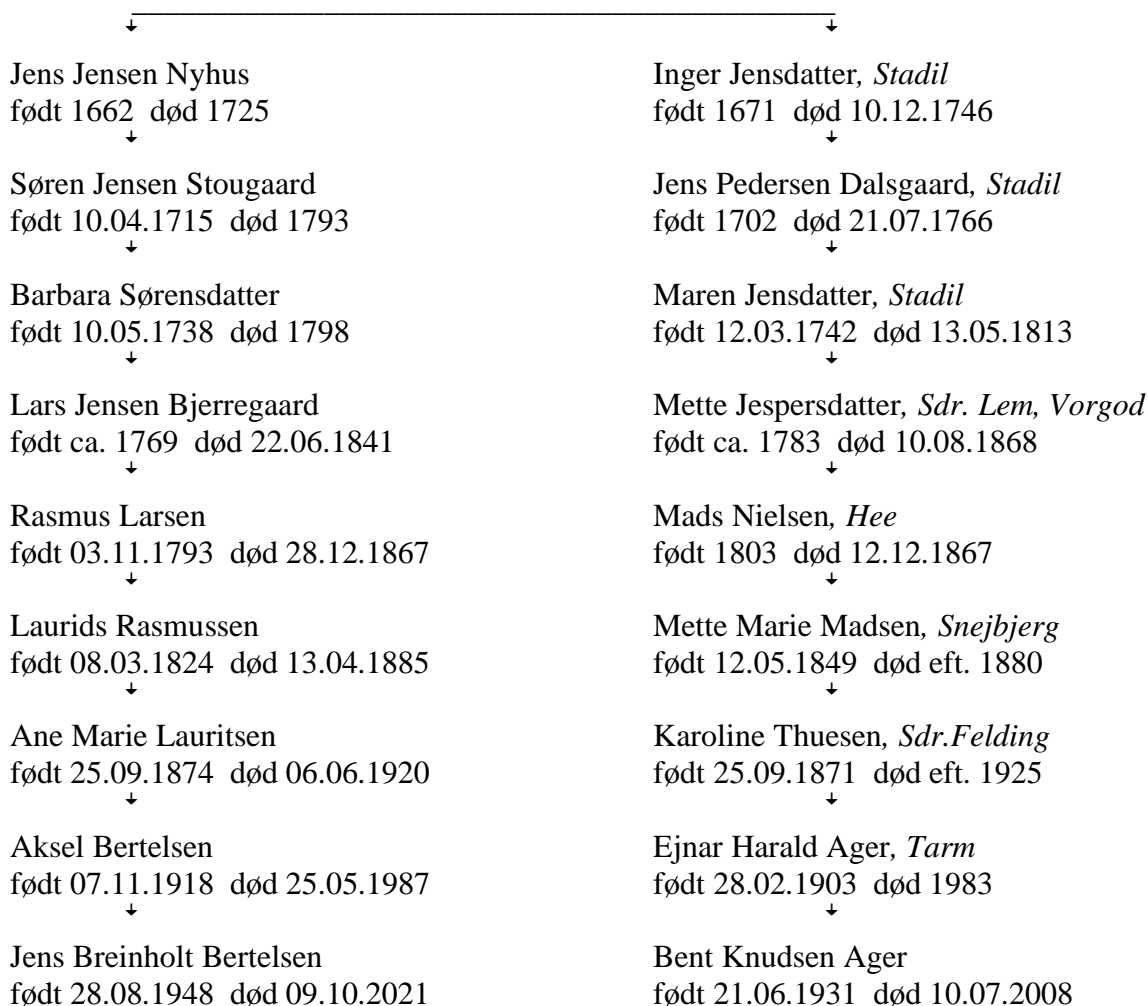 Jens Jensen Nyhus
født 1662  død 1725
Søren Jensen Stougaard
født 10.04.1715  død 1793
Barbara Sørensdatter
født 10.05.1738  død 1798
Lars Jensen Bjerregaard
født ca. 1769  død 22.06.1841
Rasmus Larsen
født 03.11.1793  død 28.12.1867
Laurids Rasmussen
født 08.03.1824  død 13.04.1885
Ane Marie Lauritsen
født 25.09.1874  død 06.06.1920
Aksel Bertelsen
født 07.11.1918  død 25.05.1987
Jens Breinholt Bertelsen
født 28.08.1948  død 09.10.2021
Inger Jensdatter, Stadil
født 1671  død 10.12.1746
Jens Pedersen Dalsgaard, Stadil
født 1702  død 21.07.1766
Maren Jensdatter, Stadil
født 12.03.1742  død 13.05.1813
Mette Jespersdatter, Sdr. Lem, Vorgod
født ca. 1783  død 10.08.1868
Mads Nielsen, Hee
født 1803  død 12.12.1867
Mette Marie Madsen, Snejbjerg
født 12.05.1849  død eft. 1880
Karoline Thuesen, Sdr.Felding
født 25.09.1871  død eft. 1925
Ejnar Harald Ager, Tarm
født 28.02.1903  død 1983
Bent Knudsen Ager
født 21.06.1931  død 10.07.2008